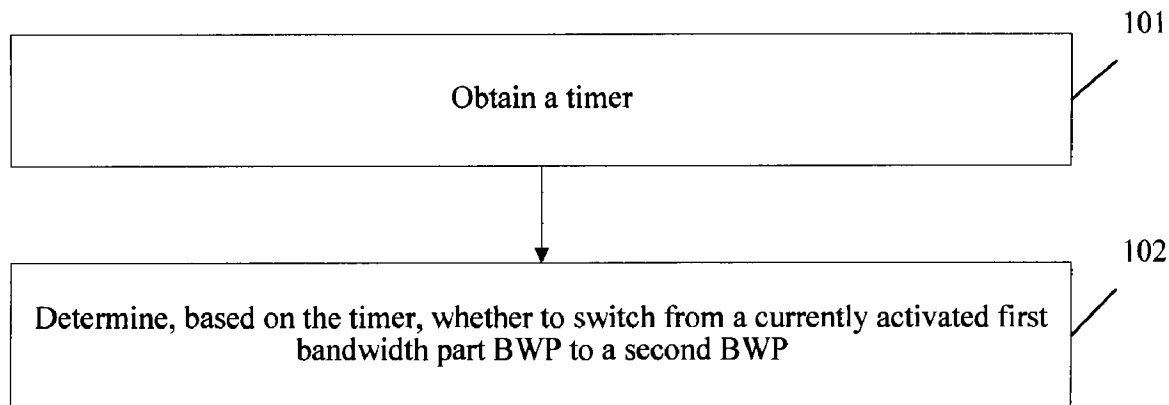 101
Obtain a timer
102
Determine, based on the timer, whether to switch from a currently activated first
bandwidth part BWP to a second BWP